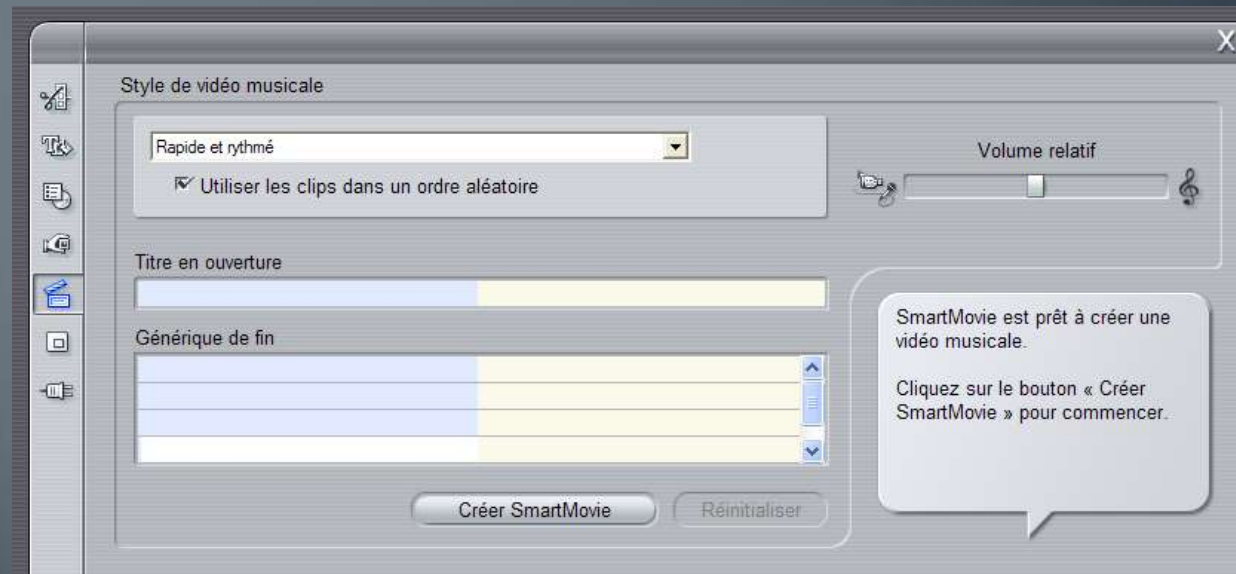 X
Style de vidéo musicale
Rapide et rythmé
Utiliser les clips dans un ordre aléatoire
Volume relatif
Titre en ouverture
Générique de fin
SmartMovie est prêt à créer une
vidéo musicale.
Cliquez sur le bouton « Créer
SmartMovie » pour commencer.
Créer SmartMovie
Réinitialiser